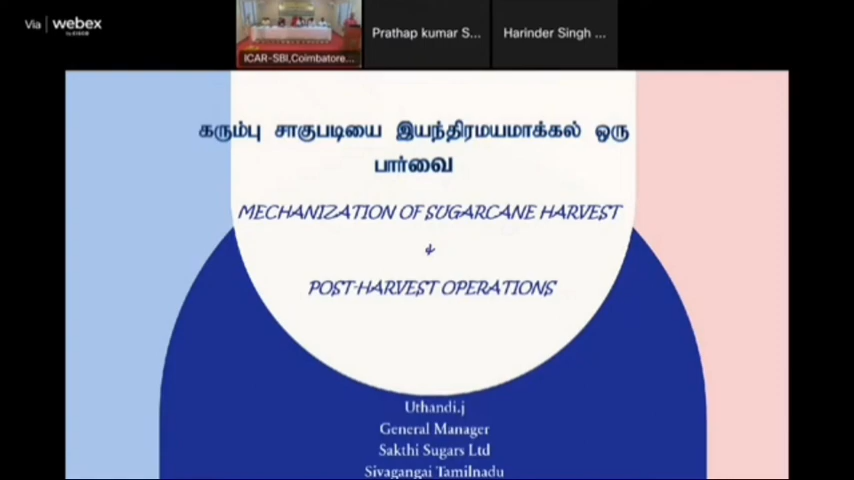 Via webex
ICAR-SBI,Coimbatore...
Prathap kumar S...
Harinder Singh ...
கரும்பு சாகுபடியை இயந்திரமயமாக்கல் ஒரு
பார்வை
MECHANIZATION OF SUGARCANE HARVEST
&
POST-HARVEST OPERATIONS
Uthandi.j
General Manager
Sakthi Sugars Ltd
Sivagangai Tamilnadu